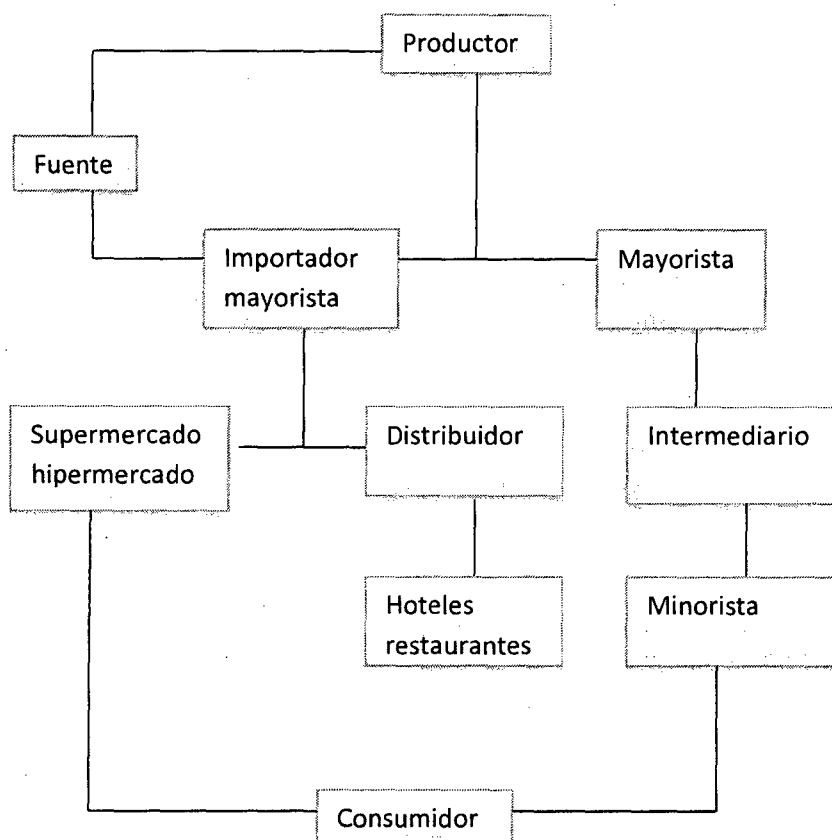 Productor
Fuente
Importador
mayorista
Mayorista
Supermercado
hipermercado
Distribuidor
Intermediario
Hoteles
restaurantes
Minorista
Consumidor